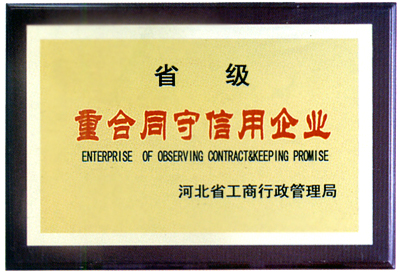 省 级
重合同守信用企业
ENTERPRISE OF OBSERVING CONTRACT&KEEPING PROMISE
河北省工商行政管理局